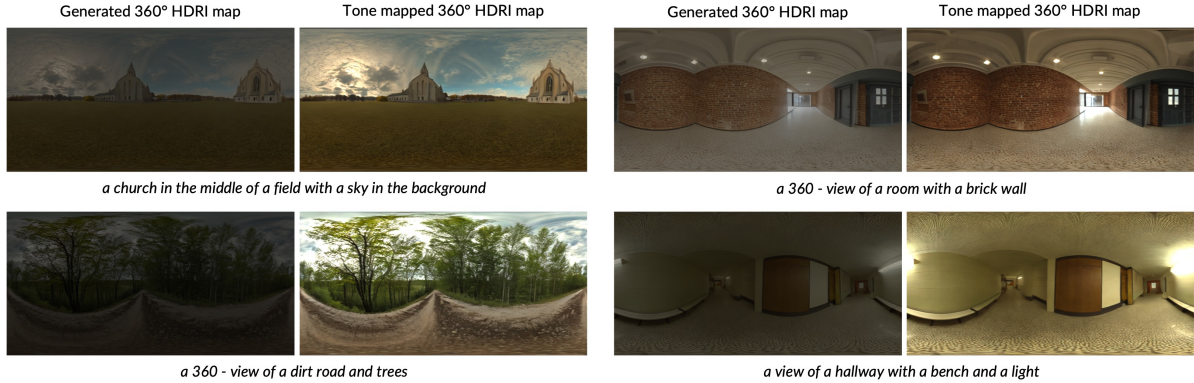 Generated 360° HDRI map
Tone mapped 360° HDRI map
Generated 360° HDRI map
Tone mapped 360° HDRI map
a church in the middle of a field with a sky in the background
a 360 - view of a room with a brick wall
a 360 - view of a dirt road and trees
a view of a hallway with a bench and a light